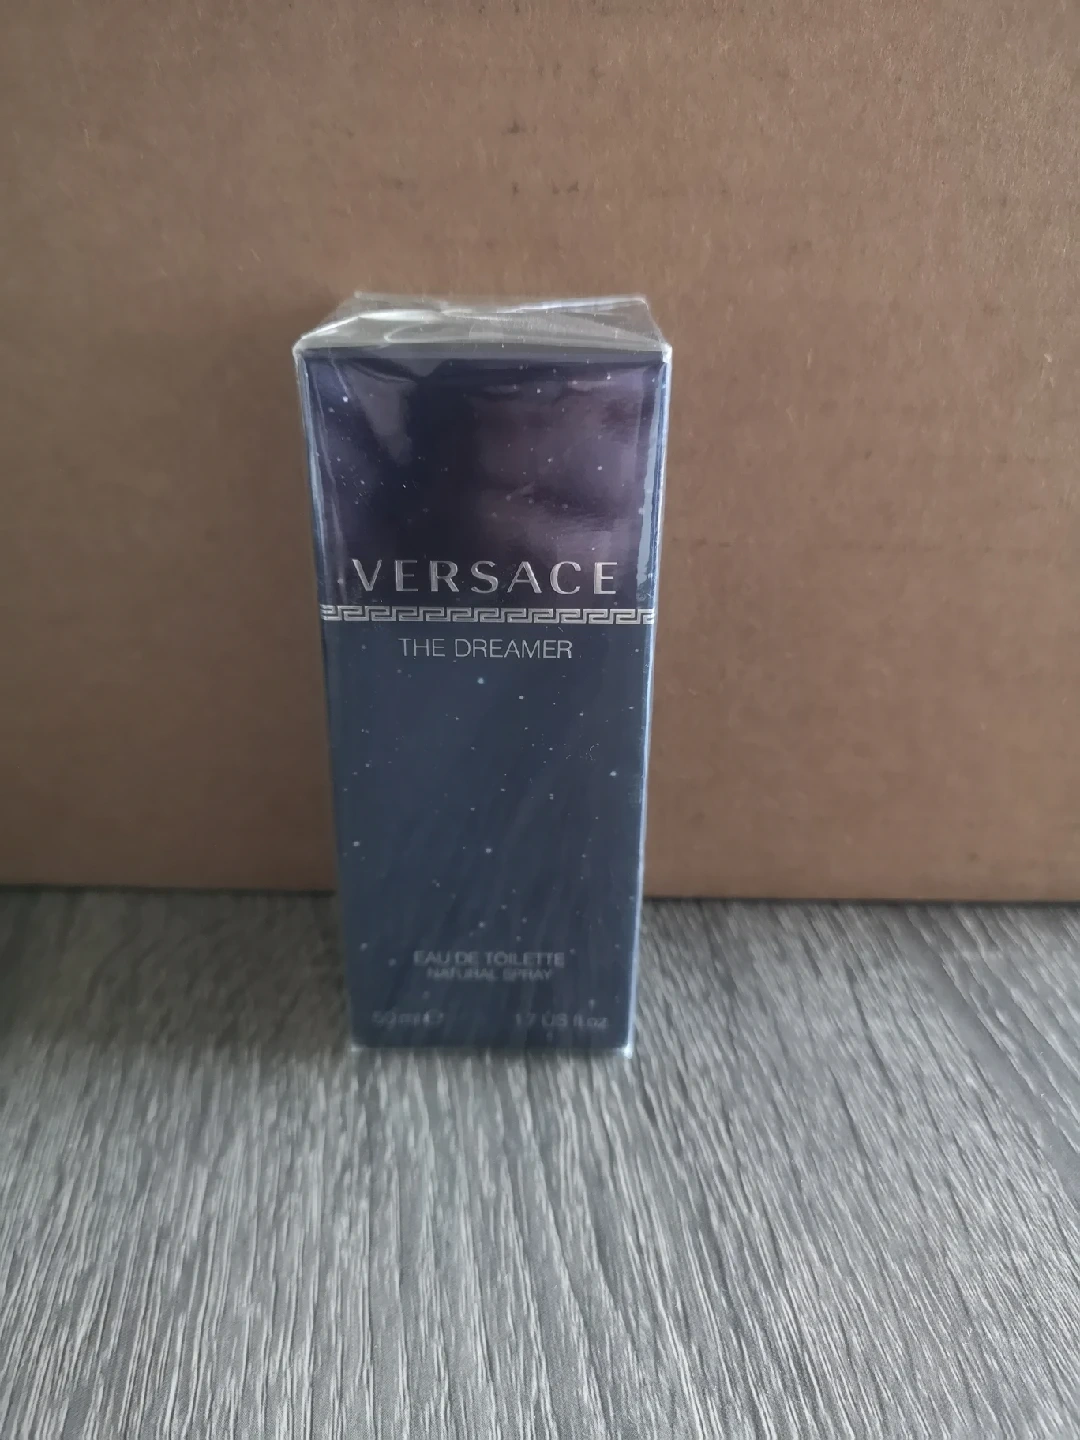 VERSACE
THE DREAMER
EAU DE TOILETTE
NATURAL SPRAY
50 ml ℮ 1.7 US fl.oz